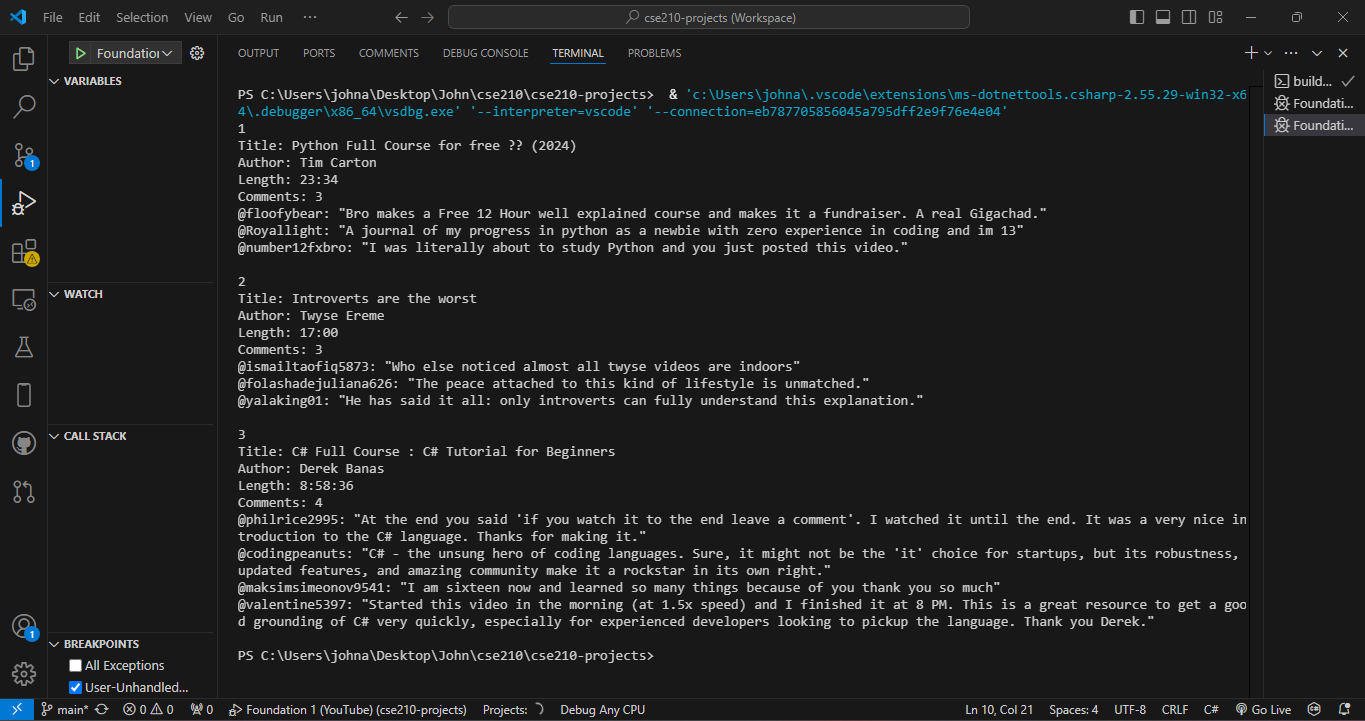 File Edit Selection View Go Run ··· cse210-projects (Workspace)
Foundation
OUTPUT PORTS COMMENTS DEBUG CONSOLE TERMINAL PROBLEMS
VARIABLES
WATCH
CALL STACK
BREAKPOINTS
All Exceptions
User-Unhandled...
1
1
PS C:\Users\johna\Desktop\John\cse210\cse210-projects>  & 'c:\Users\johna\.vscode\extensions\ms-dotnettools.csharp-2.55.29-win32-x6
4\.debugger\x86_64\vsdbg.exe' '--interpreter=vscode' '--connection=eb787705856045a795dff2e9f76e4e04'
1
Title: Python Full Course for free ?? (2024)
Author: Tim Carton
Length: 23:34
Comments: 3
@floofybear: "Bro makes a Free 12 Hour well explained course and makes it a fundraiser. A real Gigachad."
@Royallight: "A journal of my progress in python as a newbie with zero experience in coding and im 13"
@number12fxbro: "I was literally about to study Python and you just posted this video."
2
Title: Introverts are the worst
Author: Twyse Ereme
Length: 17:00
Comments: 3
@ismailtaofiq5873: "Who else noticed almost all twyse videos are indoors"
@folashadejuliana626: "The peace attached to this kind of lifestyle is unmatched."
@yalaking01: "He has said it all: only introverts can fully understand this explanation."
3
Title: C# Full Course : C# Tutorial for Beginners
Author: Derek Banas
Length: 8:58:36
Comments: 4
@philrice2995: "At the end you said 'if you watch it to the end leave a comment'. I watched it until the end. It was a very nice in
troduction to the C# language. Thanks for making it."
@codingpeanuts: "C# - the unsung hero of coding languages. Sure, it might not be the 'it' choice for startups, but its robustness,
updated features, and amazing community make it a rockstar in its own right."
@maksimsimeonov9541: "I am sixteen now and learned so many things because of you thank you so much"
@valentine5397: "Started this video in the morning (at 1.5x speed) and I finished it at 8 PM. This is a great resource to get a goo
d grounding of C# very quickly, especially for experienced developers looking to pickup the language. Thank you Derek."
PS C:\Users\johna\Desktop\John\cse210\cse210-projects>
build...
Foundati...
Foundati...
main* 0 0 0 Foundation 1 (YouTube) (cse210-projects) Projects: Debug Any CPU Ln 10, Col 21 Spaces: 4 UTF-8 CRLF C# Go Live